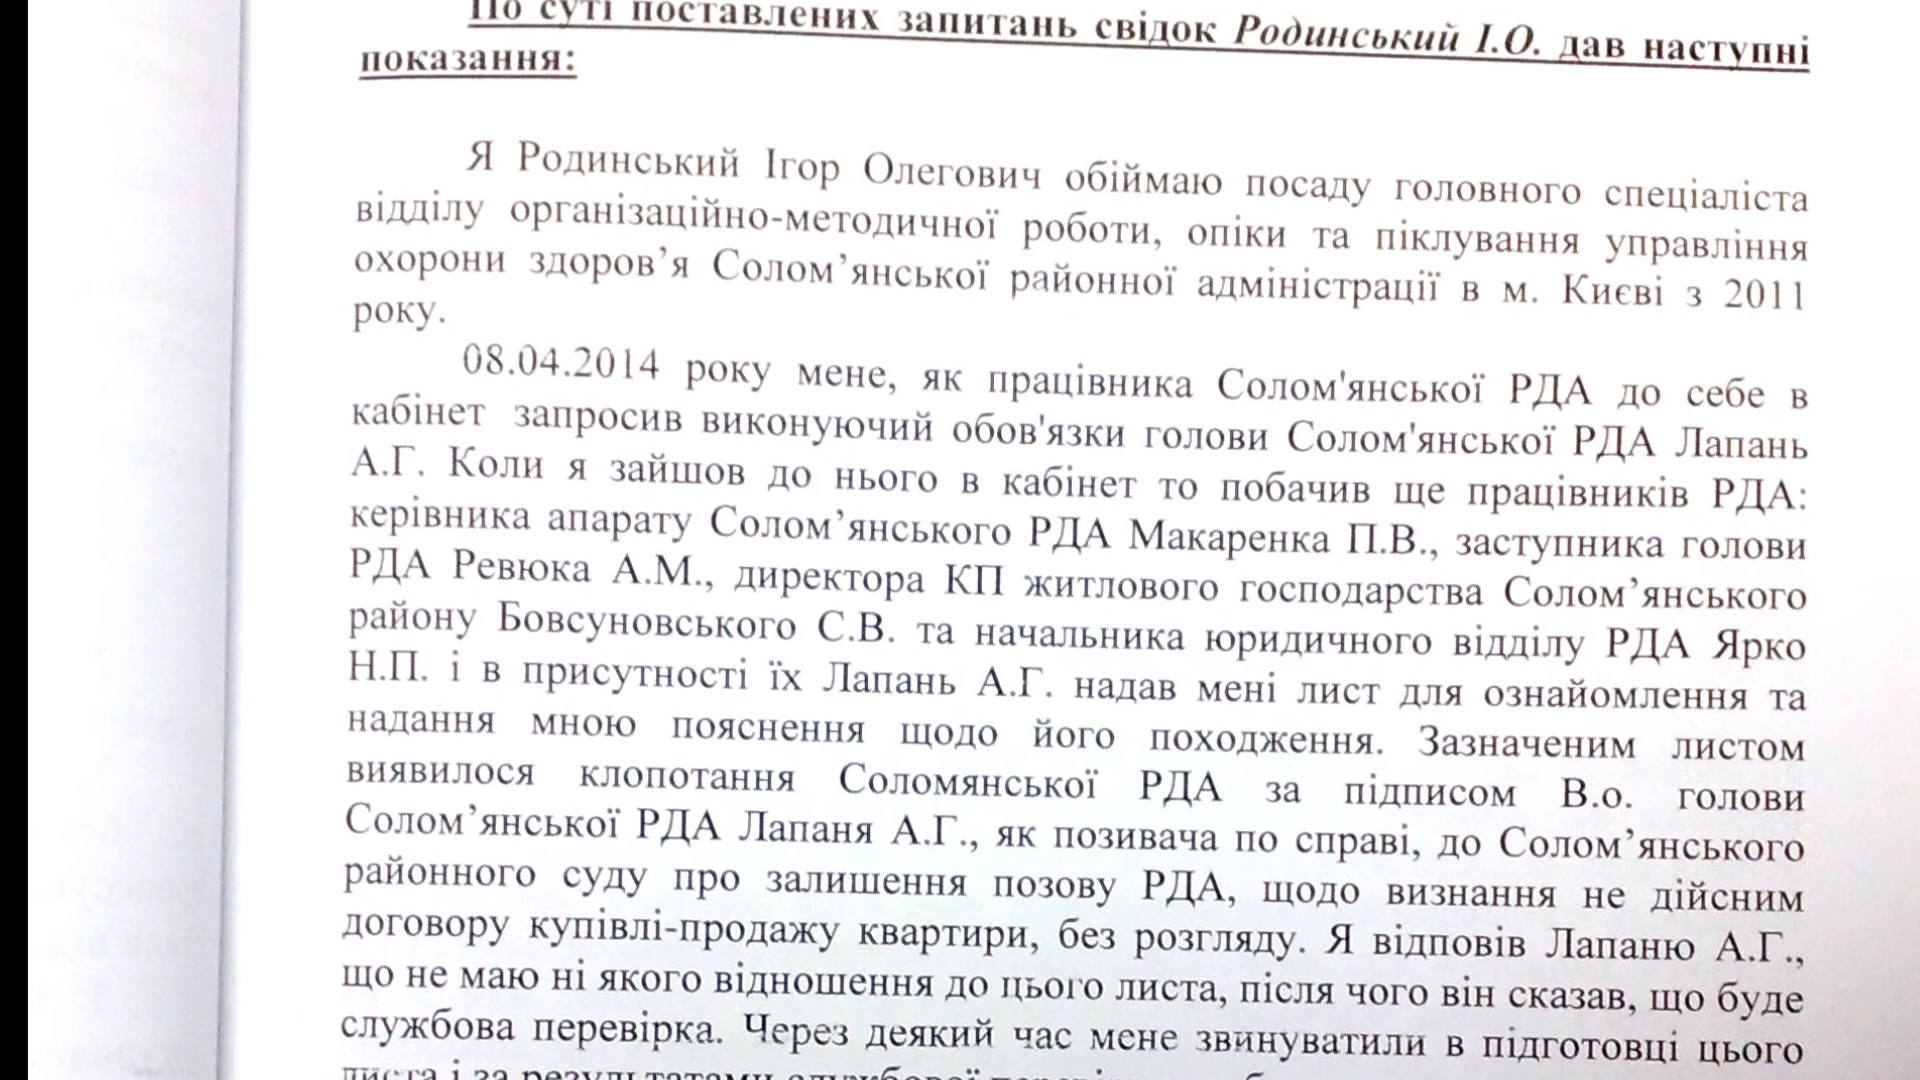 По суті поставлених запитань свідок Родинський І.О. дав наступні
показання:
Я Родинський Ігор Олегович обіймаю посаду головного спеціаліста
відділу організаційно-методичної роботи, опіки та піклування управління
охорони здоров’я Солом’янської районної адміністрації в м. Києві з 2011
року.
08.04.2014 року мене, як працівника Солом'янської РДА до себе в
кабінет запросив виконуючий обов'язки голови Солом'янської РДА Лапань
А.Г. Коли я зайшов до нього в кабінет то побачив ще працівників РДА:
керівника апарату Солом’янського РДА Макаренка П.В., заступника голови
РДА Ревюка А.М., директора КП житлового господарства Солом’янського
району Бовсуновського С.В. та начальника юридичного відділу РДА Ярко
Н.П. і в присутності їх Лапань А.Г. надав мені лист для ознайомлення та
надання мною пояснення щодо його походження. Зазначеним листом
виявилося клопотання Соломянської РДА за підписом В.о. голови
Солом’янської РДА Лапаня А.Г., як позивача по справі, до Солом’янського
районного суду про залишення позову РДА, щодо визнання не дійсним
договору купівлі-продажу квартири, без розгляду. Я відповів Лапаню А.Г.,
що не маю ні якого відношення до цього листа, після чого він сказав, що буде
службова перевірка. Через деякий час мене звинуватили в підготовці цього
листа і за результатами службової